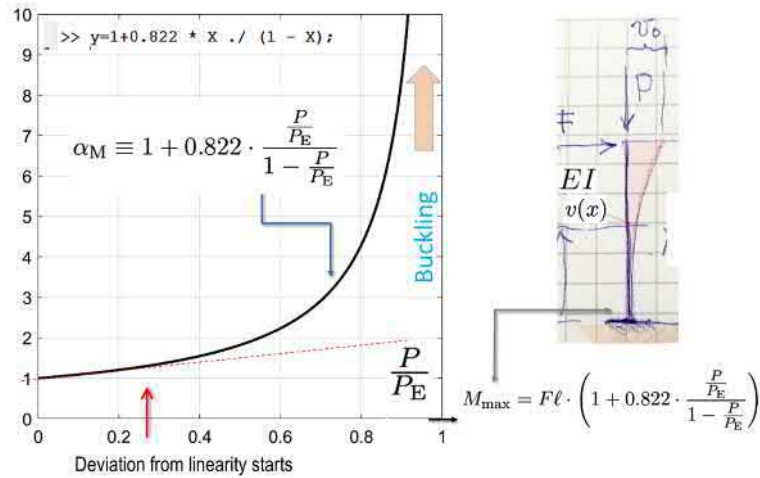 10
>> y=1+0.822 * X ./ (1 - X);
9
8
7
α_M ≡ 1 + 0.822 · (P/P_E)/(1 − P/P_E)
6
5
4
3
2
1
0
Buckling
P/P_E
0 0.2 0.4 0.6 0.8 1
Deviation from linearity starts
v₀
P
F
EI
v(x)
M_max = Fℓ · (1 + 0.822 · (P/P_E)/(1 − P/P_E))